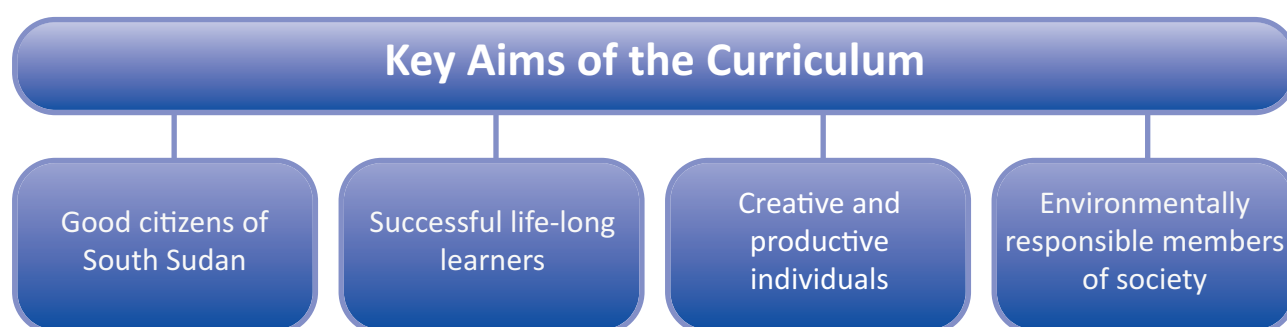 Key Aims of the Curriculum
Good citizens of
South Sudan
Successful life-long
learners
Creative and
productive
individuals
Environmentally
responsible members
of society